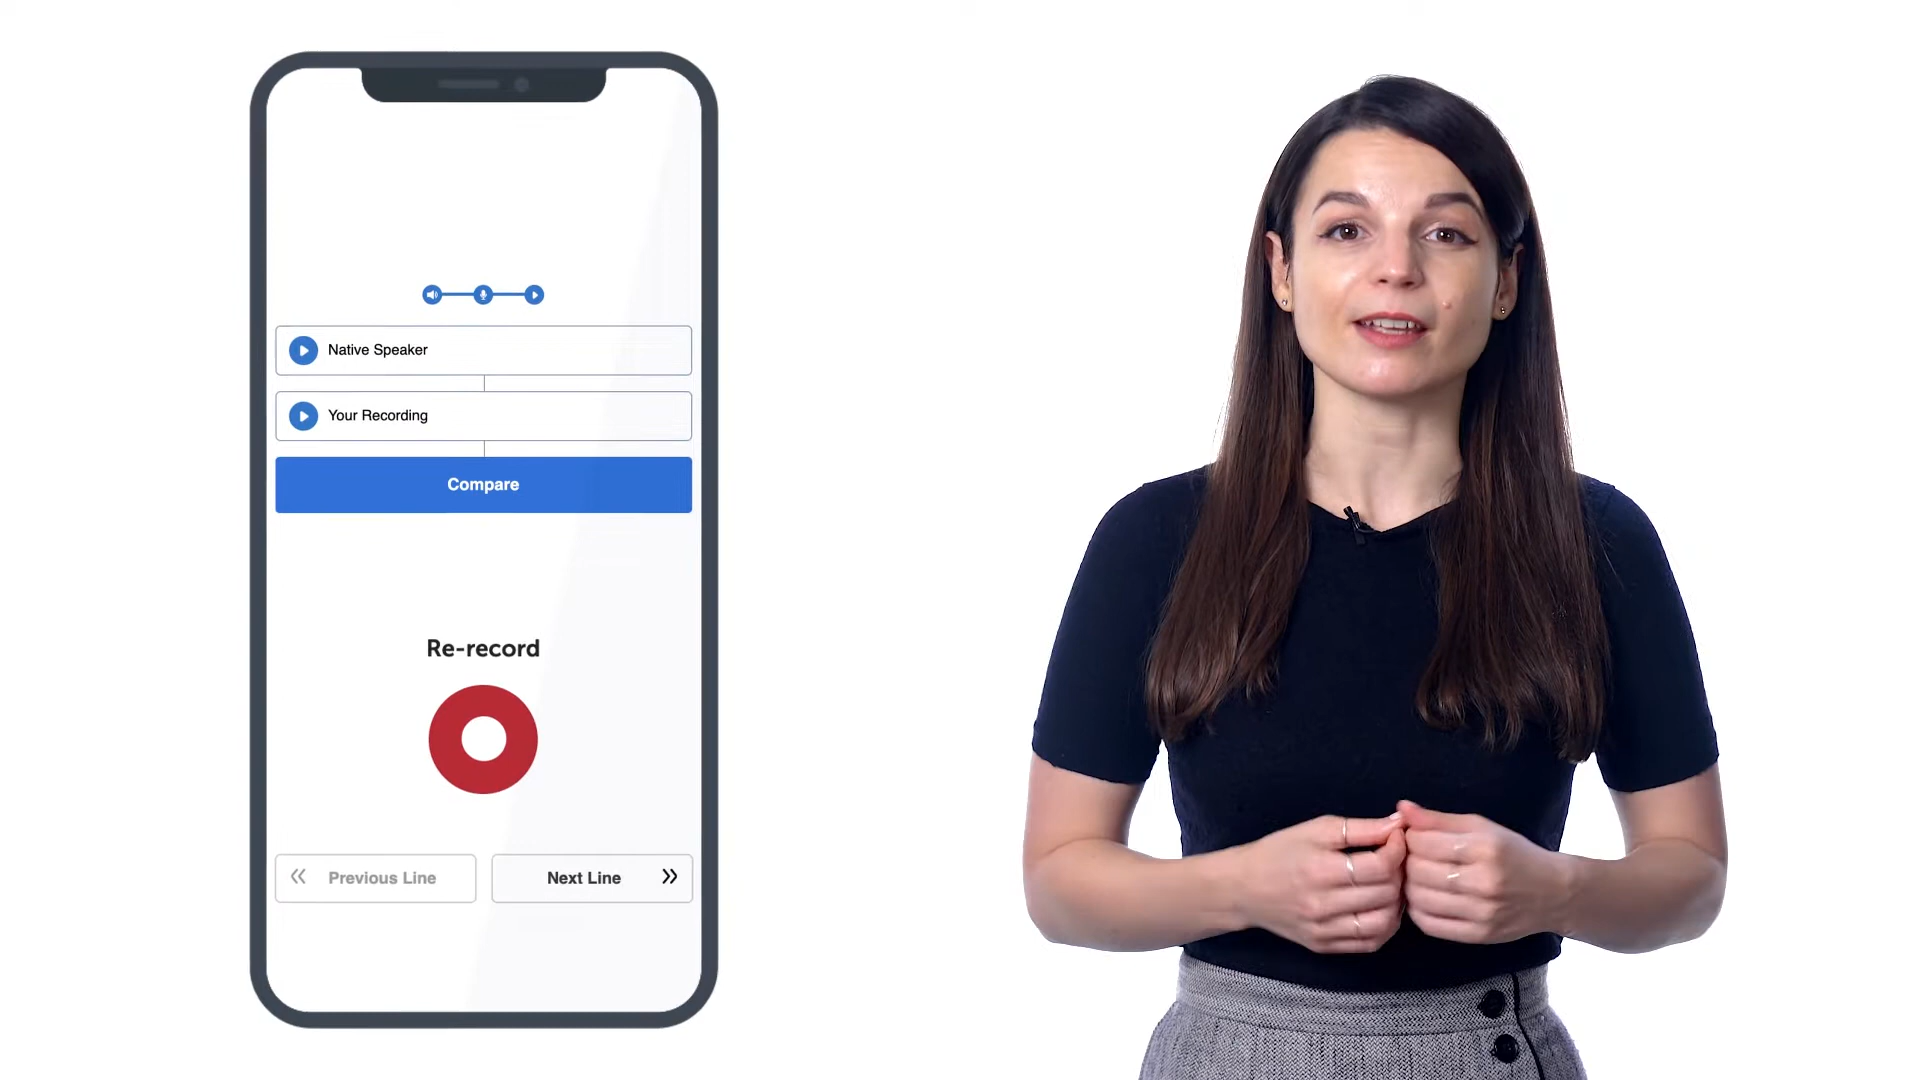 Native Speaker
Your Recording
Compare
Re-record
Previous Line
Next Line